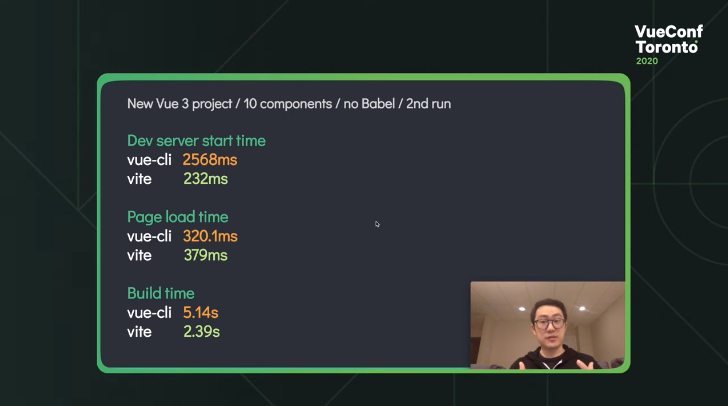 VueConf
Toronto
2020
New Vue 3 project / 10 components / no Babel / 2nd run
Dev server start time
vue-cli 2568ms
vite 232ms
Page load time
vue-cli 320.1ms
vite 379ms
Build time
vue-cli 5.14s
vite 2.39s